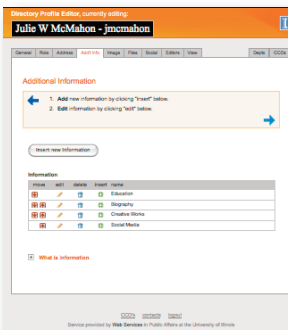 Directory Profile Editor, currently editing:
Julie W McMahon - jmcmahon
General Role Address Add'l Info Image Files Social Editors View Depts CCDs
Additional Information
1. Add new information by clicking "insert" below.
2. Edit information by clicking "edit" below.
Insert new Information
Information
move edit delete insert name
Education
Biography
Creative Works
Social Media
What is information
CCDs contacts logout
Service provided by Web Services in Public Affairs at the University of Illinois